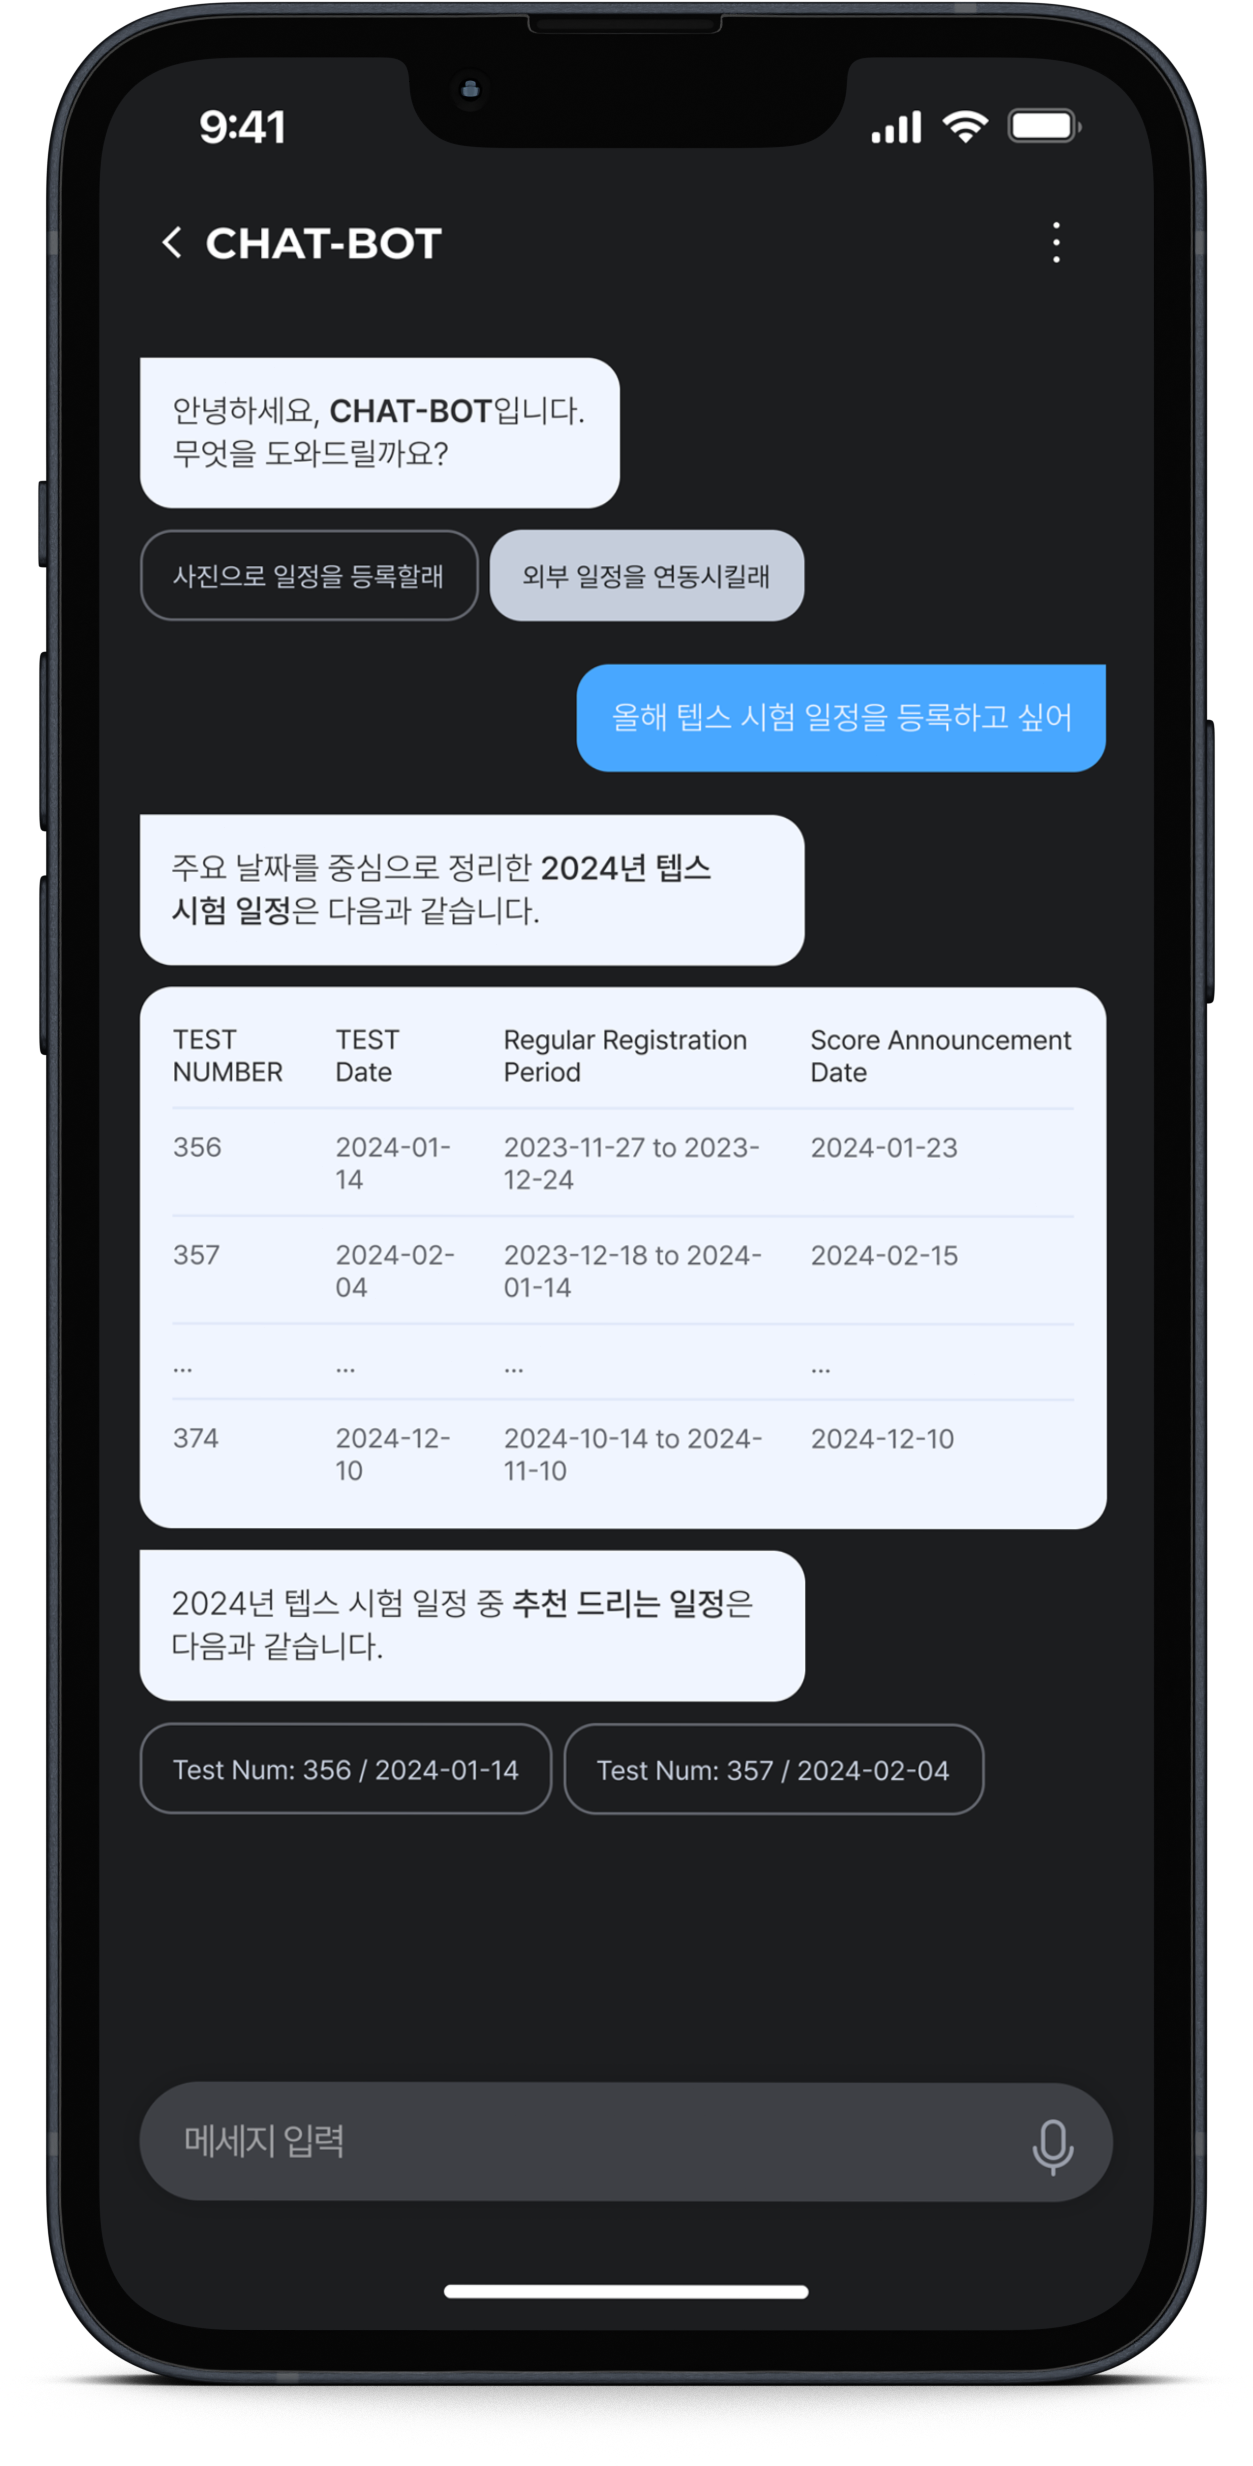 9:41
CHAT-BOT
안녕하세요, CHAT-BOT입니다.
무엇을 도와드릴까요?
사진으로 일정을 등록할래
외부 일정을 연동시킬래
올해 텝스 시험 일정을 등록하고 싶어
주요 날짜를 중심으로 정리한 2024년 텝스
시험 일정은 다음과 같습니다.
TEST NUMBER
TEST Date
Regular Registration Period
Score Announcement Date
356
2024-01-14
2023-11-27 to 2023-12-24
2024-01-23
357
2024-02-04
2023-12-18 to 2024-01-14
2024-02-15
...
...
...
...
374
2024-12-10
2024-10-14 to 2024-11-10
2024-12-10
2024년 텝스 시험 일정 중 추천 드리는 일정은
다음과 같습니다.
Test Num: 356 / 2024-01-14
Test Num: 357 / 2024-02-04
메세지 입력